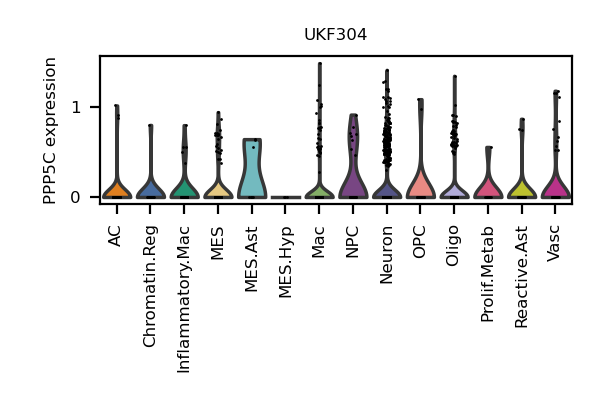 UKF304
PPP5C expression
1
0
AC
Chromatin.Reg
Inflammatory.Mac
MES
MES.Ast
MES.Hyp
Mac
NPC
Neuron
OPC
Oligo
Prolif.Metab
Reactive.Ast
Vasc